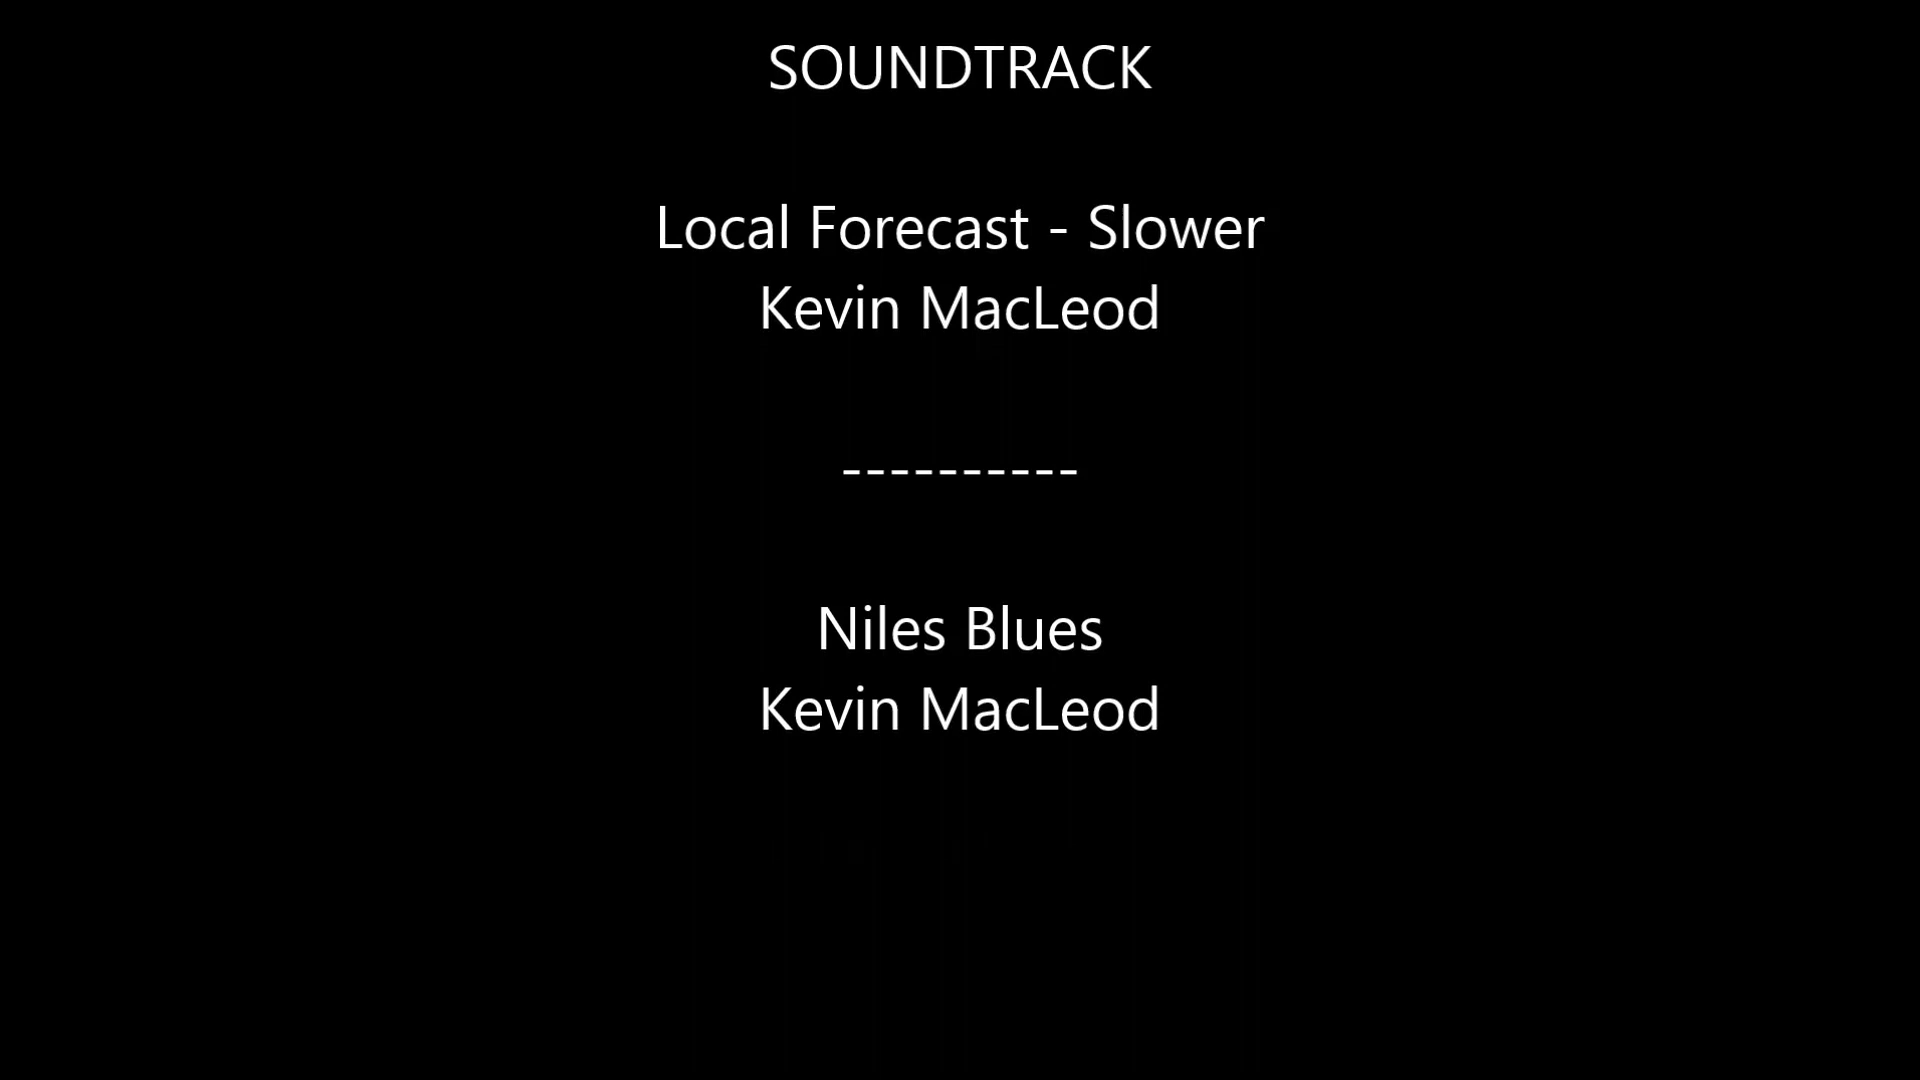 SOUNDTRACK
Local Forecast - Slower
Kevin MacLeod
----------
Niles Blues
Kevin MacLeod